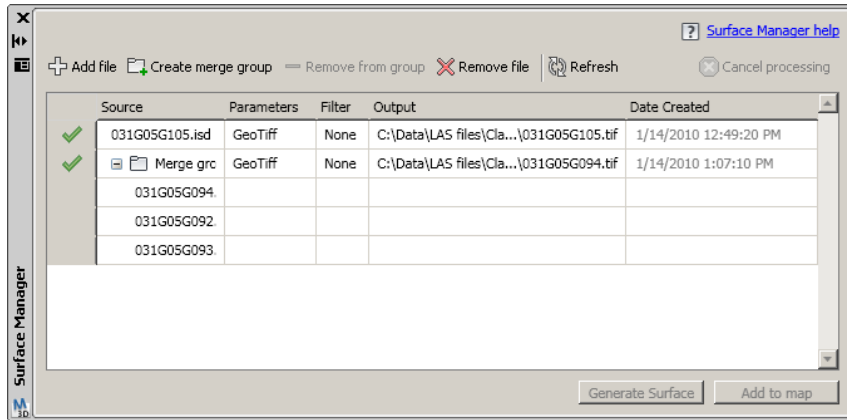 Surface Manager help
Add file Create merge group Remove from group Remove file Refresh Cancel processing
Source Parameters Filter Output Date Created
031G05G105.isd GeoTiff None C:\Data\LAS files\Cla...\031G05G105.tif 1/14/2010 12:49:20 PM
Merge grc GeoTiff None C:\Data\LAS files\Cla...\031G05G094.tif 1/14/2010 1:07:10 PM
031G05G094.
031G05G092.
031G05G093.
Generate Surface Add to map
Surface Manager
M 3D